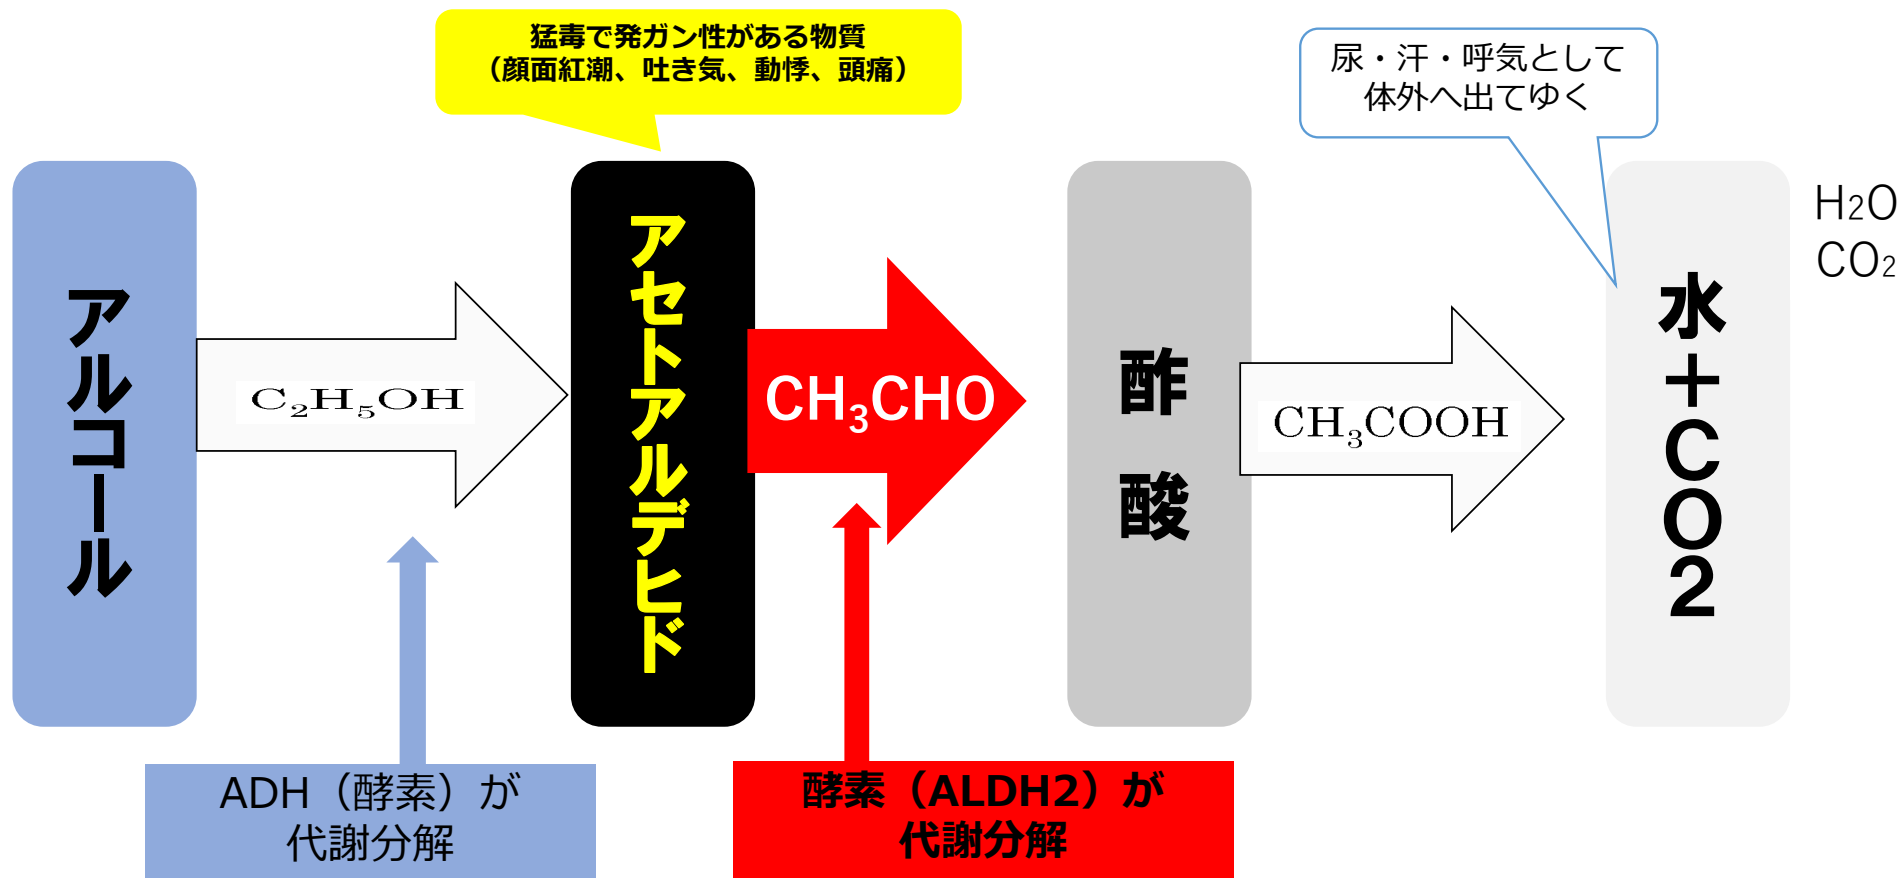 猛毒で発ガン性がある物質
（顔面紅潮、吐き気、動悸、頭痛）
尿・汗・呼気として
体外へ出てゆく
アルコール
C₂H₅OH
アセトアルデヒド
CH₃CHO
酢酸
CH₃COOH
水＋ＣＯ２
H2O
CO2
ADH（酵素）が
代謝分解
酵素（ALDH2）が
代謝分解